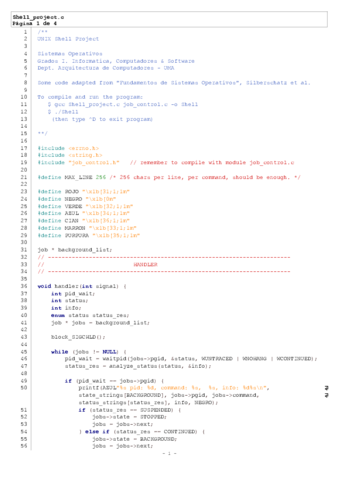 Shell_project.c
Página 1 de 4
1 /**
2 UNIX Shell Project
3
4 Sistemas Operativos
5 Grados I. Informatica, Computadores & Software
6 Dept. Arquitectura de Computadores - UMA
7
8 Some code adapted from "Fundamentos de Sistemas Operativos", Silberschatz et al.
9
10 To compile and run the program:
11 $ gcc Shell_project.c job_control.c -o Shell
12 $ ./Shell
13 (then type ^D to exit program)
14
15 **/
16
17 #include <errno.h>
18 #include <string.h>
19 #include "job_control.h" // remember to compile with module job_control.c
20
21 #define MAX_LINE 256 /* 256 chars per line, per command, should be enough. */
22
23 #define ROJO "\x1b[31;1;1m"
24 #define NEGRO "\x1b[0m"
25 #define VERDE "\x1b[32;1;1m"
26 #define AZUL "\x1b[34;1;1m"
27 #define CIAN "\x1b[36;1;1m"
28 #define MARRON "\x1b[33;1;1m"
29 #define PURPURA "\x1b[35;1;1m"
30
31 job * background_list;
32 // -----------------------------------------------------------------------
33 // HANDLER
34 // -----------------------------------------------------------------------
35
36 void handler(int signal) {
37 int pid_wait;
38 int status;
39 int info;
40 enum status status_res;
41 job * jobs = background_list;
42
43 block_SIGCHLD();
44
45 while (jobs != NULL) {
46 pid_wait = waitpid(jobs->pgid, &status, WUNTRACED | WNOHANG | WCONTINUED);
47 status_res = analyze_status(status, &info);
48
49 if (pid_wait == jobs->pgid) {
50 printf(AZUL"%s pid: %d, command: %s, %s, info: %d%s\n",
state_strings[BACKGROUND], jobs->pgid, jobs->command,
status_strings[status_res], info, NEGRO);
51 if (status_res == SUSPENDED) {
52 jobs->state = STOPPED;
53 jobs = jobs->next;
54 } else if (status_res == CONTINUED) {
55 jobs->state = BACKGROUND;
56 jobs = jobs->next;
- 1 -